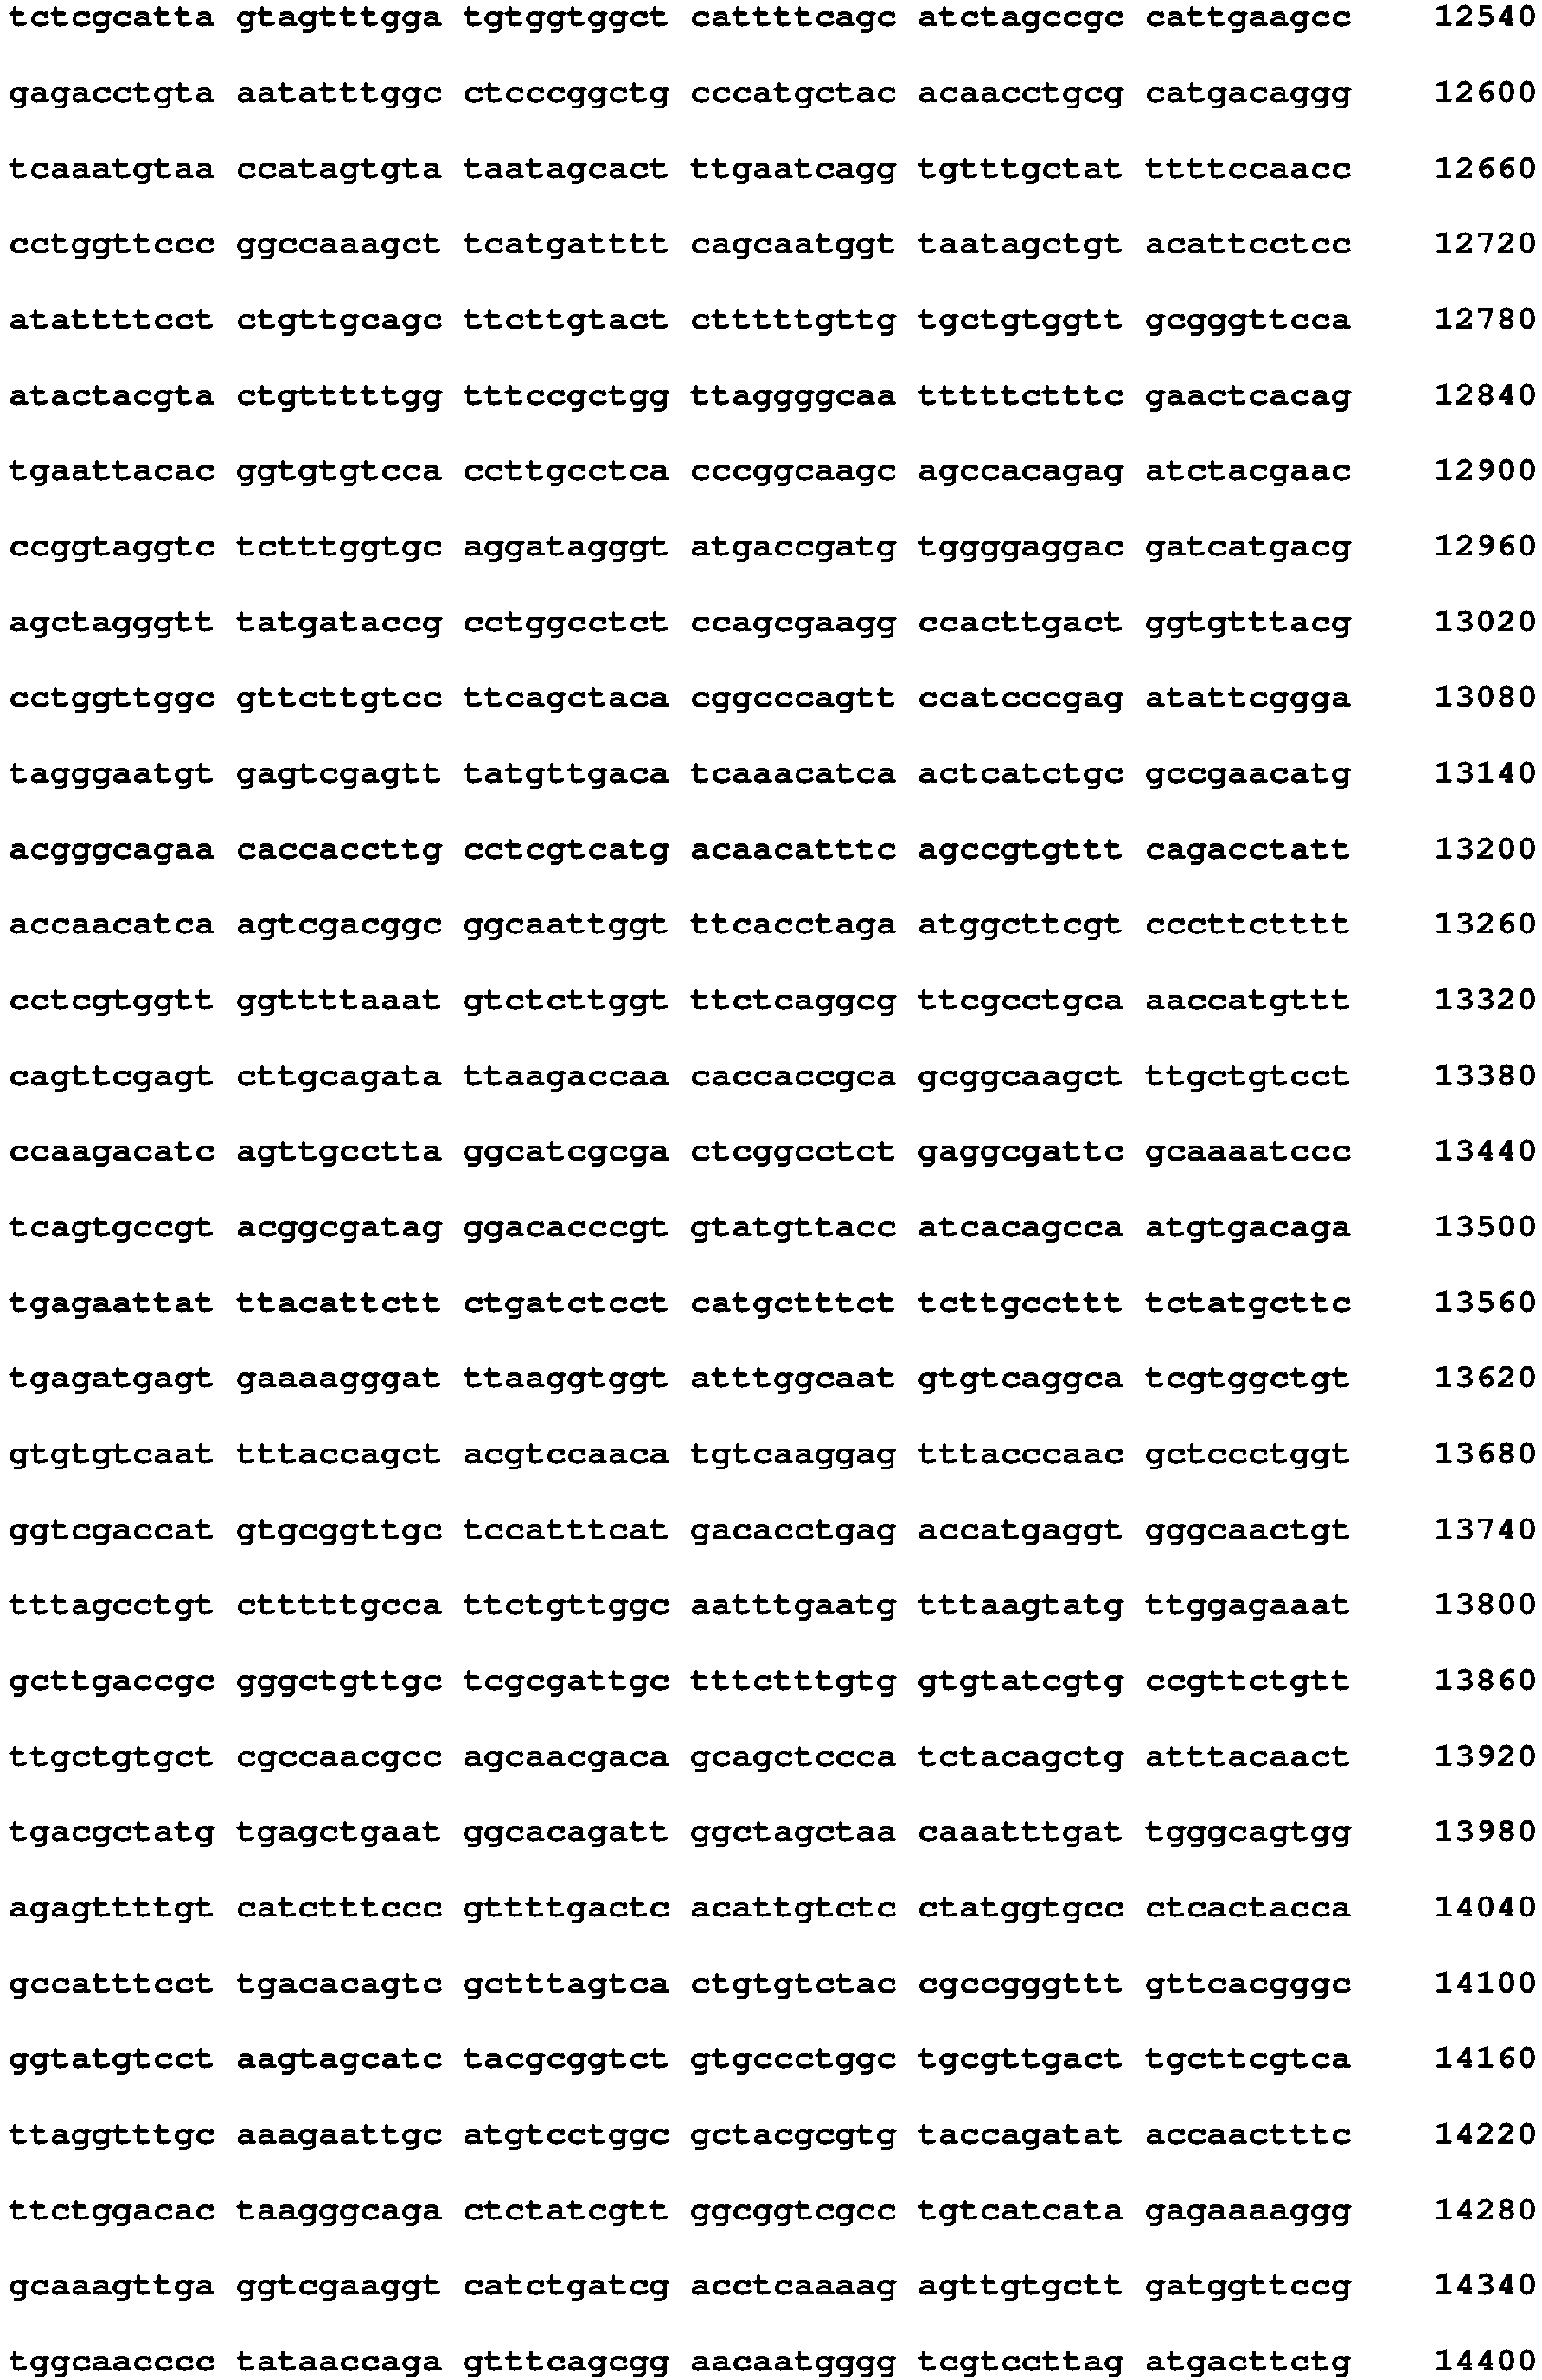 tctcgcatta gtagtttgga tgtggtggct cattttcagc atctagccgc cattgaagcc 12540
gagacctgta aatatttggc ctcccggctg cccatgctac acaacctgcg catgacaggg 12600
tcaaatgtaa ccatagtgta taatagcact ttgaatcagg tgtttgctat ttttccaacc 12660
cctggttccc ggccaaagct tcatgatttt cagcaatggt taatagctgt acattcctcc 12720
atattttcct ctgttgcagc ttcttgtact ctttttgttg tgctgtggtt gcgggttcca 12780
atactacgta ctgtttttgg tttccgctgg ttaggggcaa tttttctttc gaactcacag 12840
tgaattacac ggtgtgtcca ccttgcctca cccggcaagc agccacagag atctacgaac 12900
ccggtaggtc tctttggtgc aggatagggt atgaccgatg tggggaggac gatcatgacg 12960
agctagggtt tatgataccg cctggcctct ccagcgaagg ccacttgact ggtgtttacg 13020
cctggttggc gttcttgtcc ttcagctaca cggcccagtt ccatcccgag atattcggga 13080
tagggaatgt gagtcgagtt tatgttgaca tcaaacatca actcatctgc gccgaacatg 13140
acgggcagaa caccaccttg cctcgtcatg acaacatttc agccgtgttt cagacctatt 13200
accaacatca agtcgacggc ggcaattggt ttcacctaga atggcttcgt cccttctttt 13260
cctcgtggtt ggttttaaat gtctcttggt ttctcaggcg ttcgcctgca aaccatgttt 13320
cagttcgagt cttgcagata ttaagaccaa caccaccgca gcggcaagct ttgctgtcct 13380
ccaagacatc agttgcctta ggcatcgcga ctcggcctct gaggcgattc gcaaaatccc 13440
tcagtgccgt acggcgatag ggacacccgt gtatgttacc atcacagcca atgtgacaga 13500
tgagaattat ttacattctt ctgatctcct catgctttct tcttgccttt tctatgcttc 13560
tgagatgagt gaaaagggat ttaaggtggt atttggcaat gtgtcaggca tcgtggctgt 13620
gtgtgtcaat tttaccagct acgtccaaca tgtcaaggag tttacccaac gctccctggt 13680
ggtcgaccat gtgcggttgc tccatttcat gacacctgag accatgaggt gggcaactgt 13740
tttagcctgt ctttttgcca ttctgttggc aatttgaatg tttaagtatg ttggagaaat 13800
gcttgaccgc gggctgttgc tcgcgattgc tttctttgtg gtgtatcgtg ccgttctgtt 13860
ttgctgtgct cgccaacgcc agcaacgaca gcagctccca tctacagctg atttacaact 13920
tgacgctatg tgagctgaat ggcacagatt ggctagctaa caaatttgat tgggcagtgg 13980
agagttttgt catctttccc gttttgactc acattgtctc ctatggtgcc ctcactacca 14040
gccatttcct tgacacagtc gctttagtca ctgtgtctac cgccgggttt gttcacgggc 14100
ggtatgtcct aagtagcatc tacgcggtct gtgccctggc tgcgttgact tgcttcgtca 14160
ttaggtttgc aaagaattgc atgtcctggc gctacgcgtg taccagatat accaactttc 14220
ttctggacac taagggcaga ctctatcgtt ggcggtcgcc tgtcatcata gagaaaaggg 14280
gcaaagttga ggtcgaaggt catctgatcg acctcaaaag agttgtgctt gatggttccg 14340
tggcaacccc tataaccaga gtttcagcgg aacaatgggg tcgtccttag atgacttctg 14400